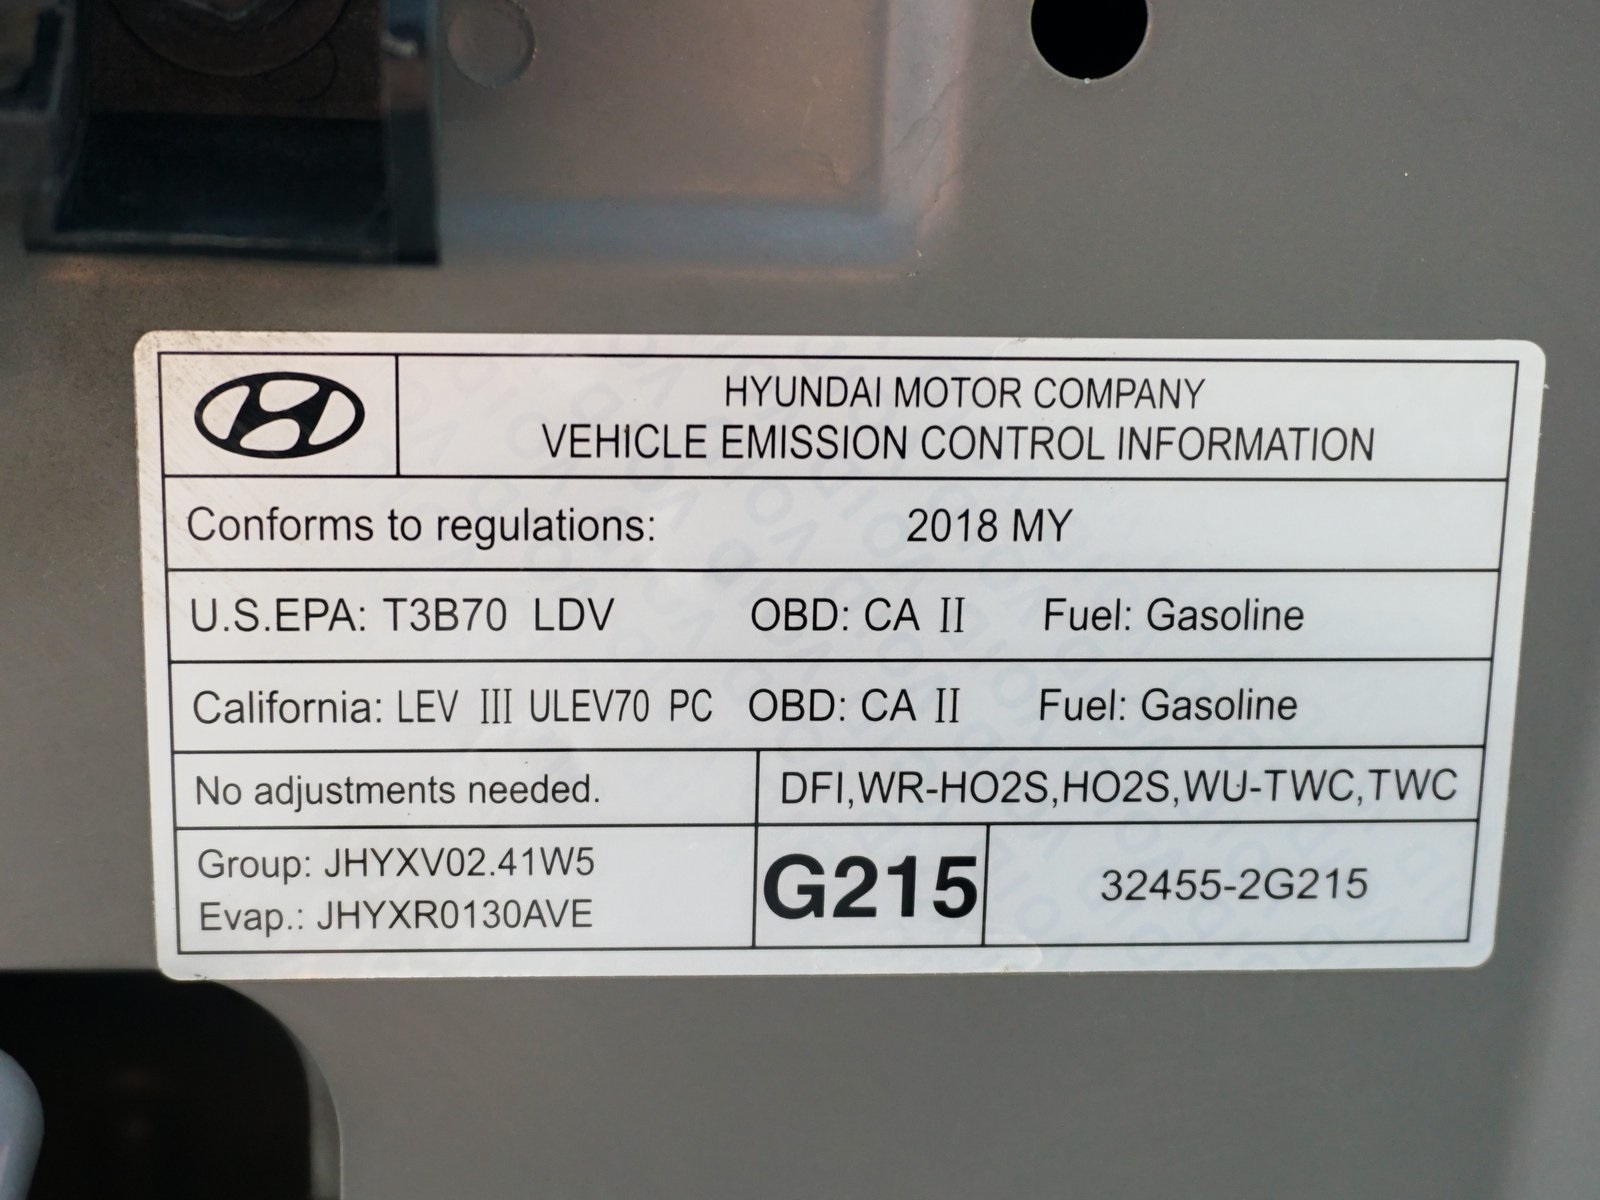 HYUNDAI MOTOR COMPANY
VEHICLE EMISSION CONTROL INFORMATION
Conforms to regulations: 2018 MY
U.S.EPA: T3B70 LDV OBD: CA II Fuel: Gasoline
California: LEV III ULEV70 PC OBD: CA II Fuel: Gasoline
No adjustments needed. DFI,WR-HO2S,HO2S,WU-TWC,TWC
Group: JHYXV02.41W5
Evap.: JHYXR0130AVE
G215
32455-2G215